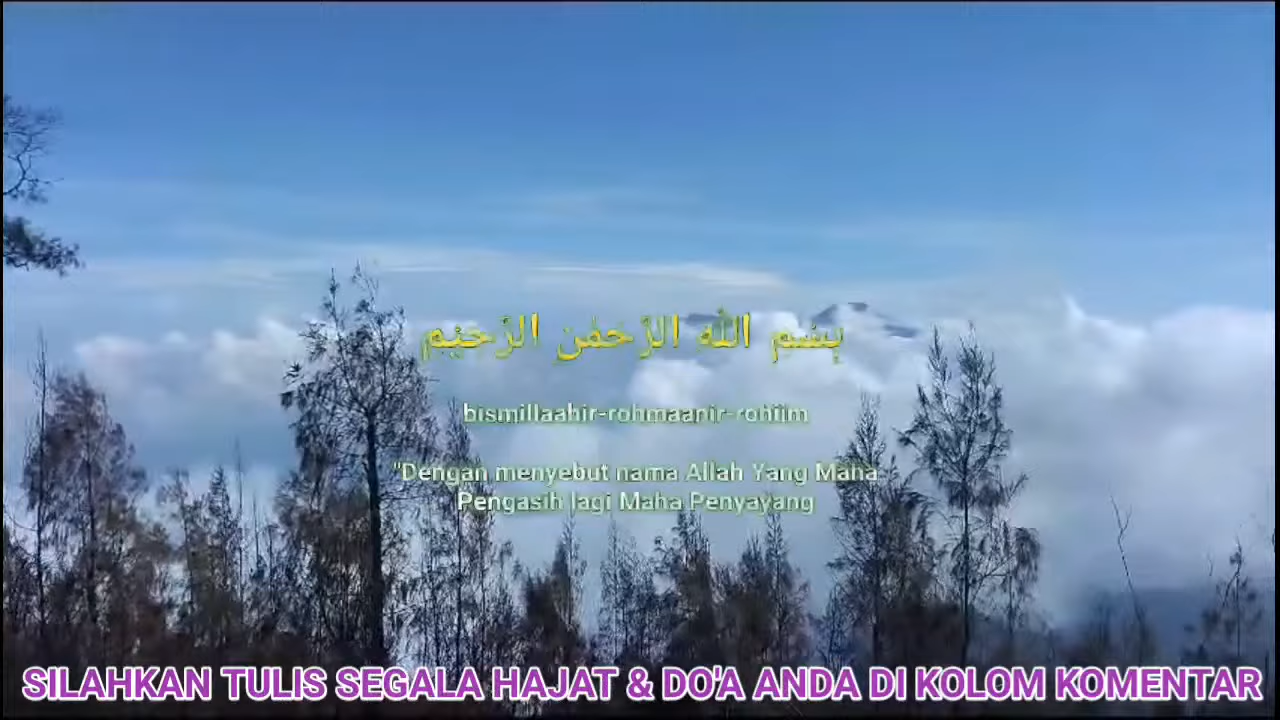 بِسْمِ اللّٰهِ الرَّحْمٰنِ الرَّحِيْمِ
bismillaahir-rohmaanir-rohiim
"Dengan menyebut nama Allah Yang Maha
Pengasih lagi Maha Penyayang
SILAHKAN TULIS SEGALA HAJAT & DO'A ANDA DI KOLOM KOMENTAR